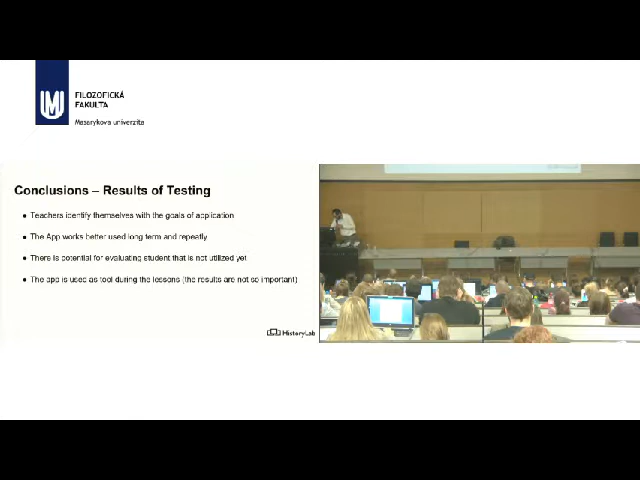 FILOZOFICKÁ
FAKULTA
Masarykova univerzita
Conclusions – Results of Testing
● Teachers identify themselves with the goals of application
● The App works better used long term and repeatly
● There is potential for evaluating student that is not utilized yet
● The app is used as tool during the lessons (the results are not so important)
HistoryLab